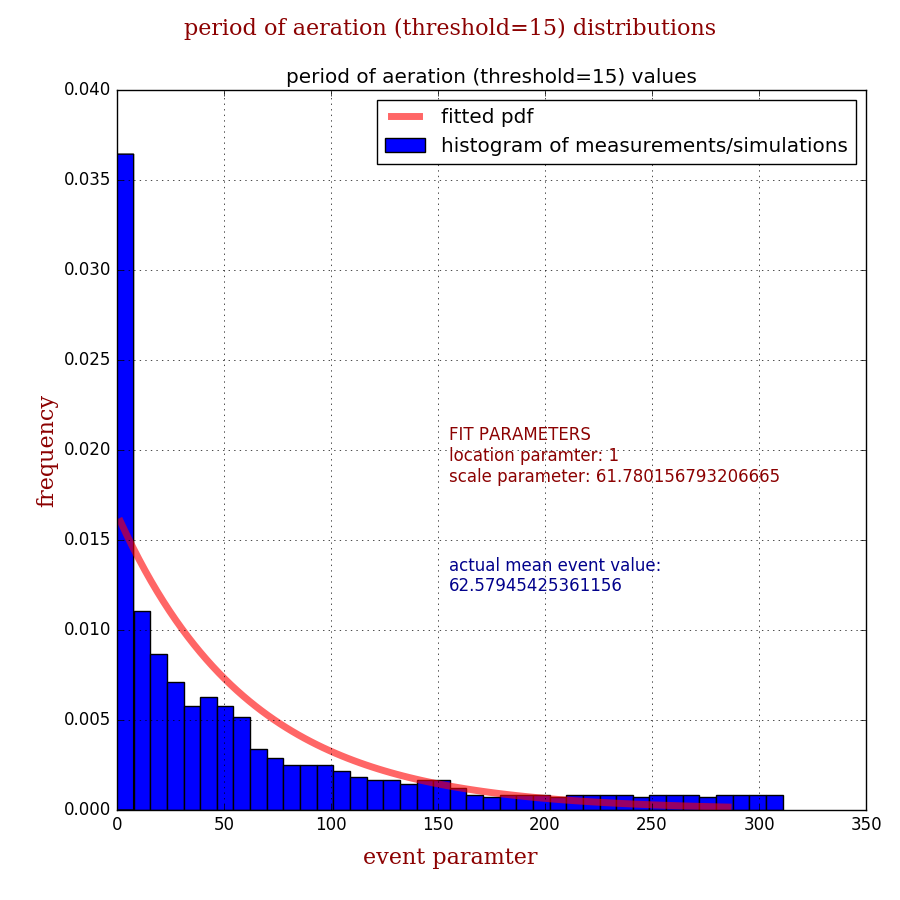 period of aeration (threshold=15) distributions
period of aeration (threshold=15) values
fitted pdf
histogram of measurements/simulations
0.040
0.035
0.030
0.025
0.020
0.015
0.010
0.005
0.000
frequency
FIT PARAMETERS
location paramter: 1
scale parameter: 61.780156793206665
actual mean event value:
62.57945425361156
0 50 100 150 200 250 300 350
event paramter